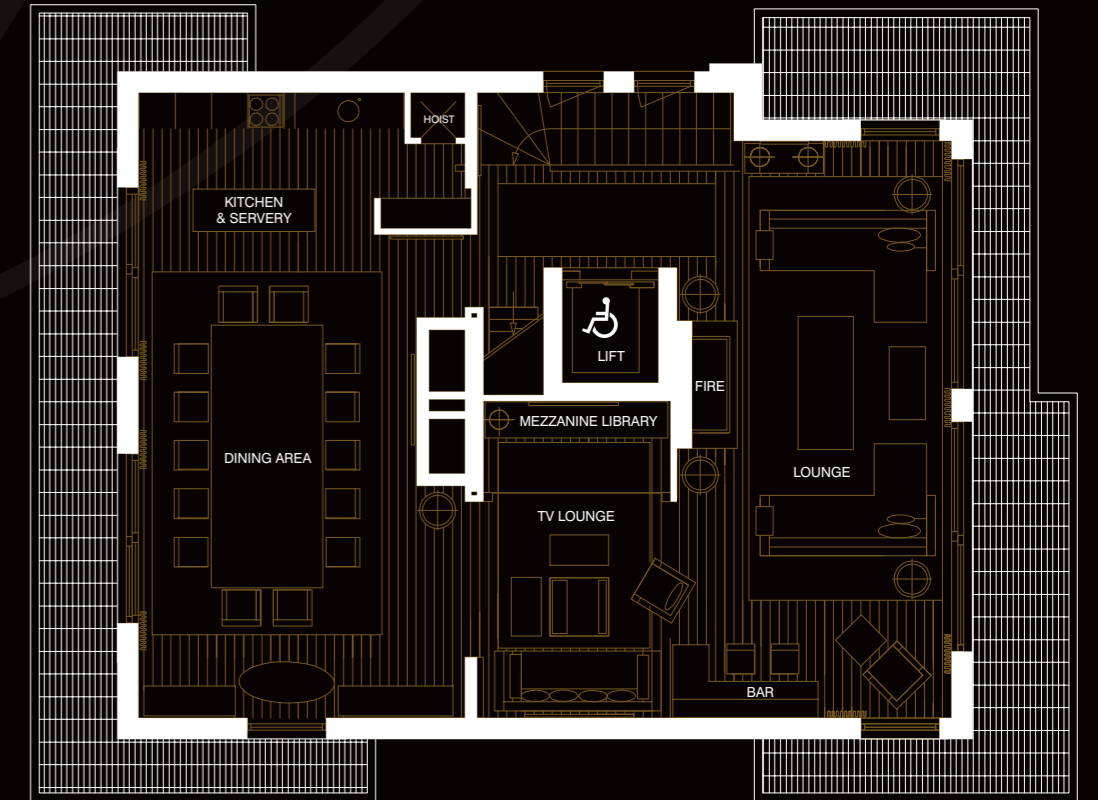 HOIST
KITCHEN
& SERVERY
LIFT
FIRE
MEZZANINE LIBRARY
DINING AREA
LOUNGE
TV LOUNGE
BAR